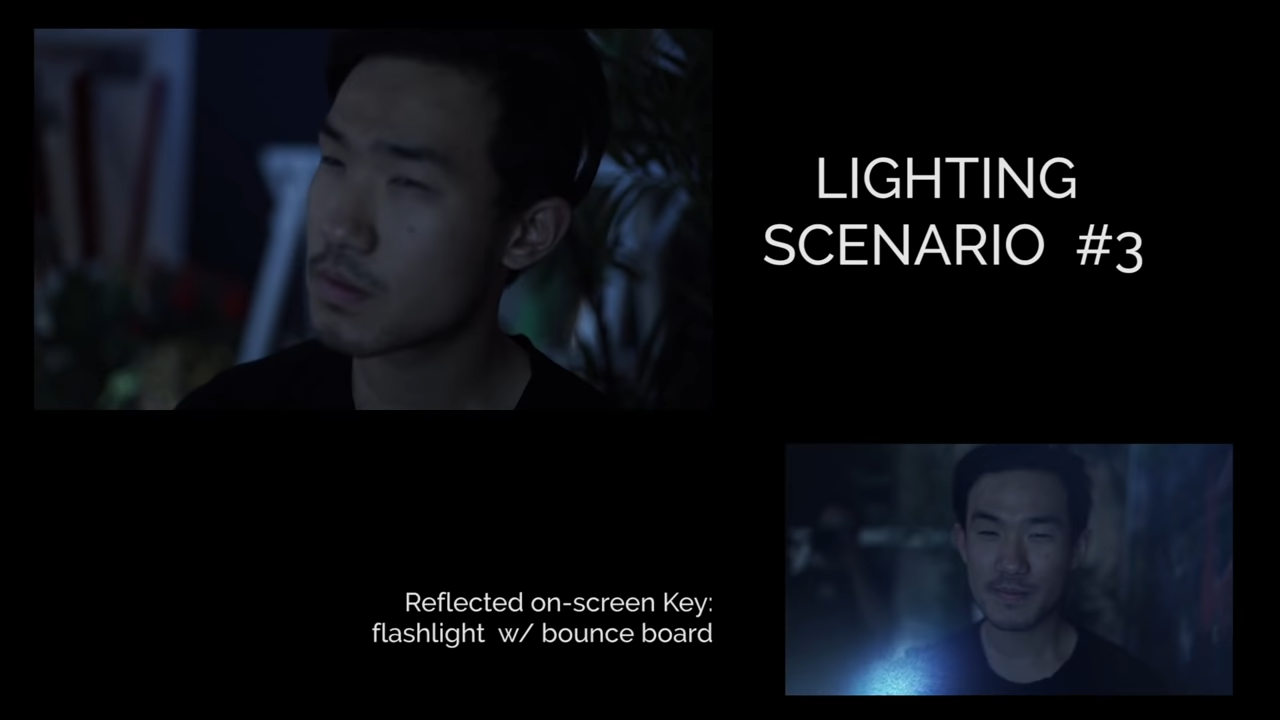 LIGHTING
SCENARIO #3
Reflected on-screen Key:
flashlight w/ bounce board